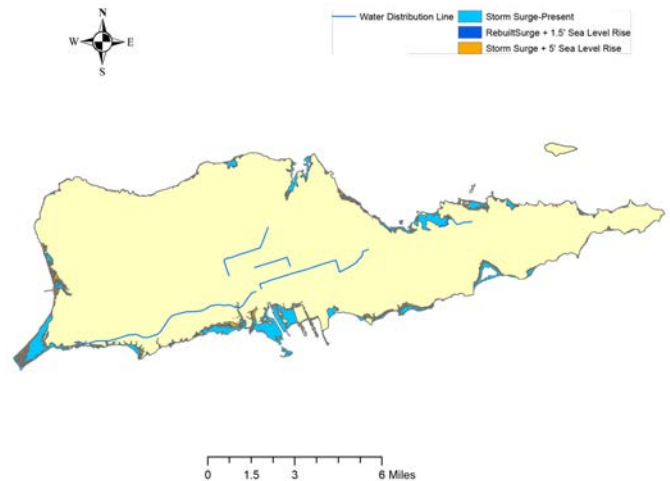 N
W E
S
Water Distribution Line
Storm Surge-Present
RebuiltSurge + 1.5' Sea Level Rise
Storm Surge + 5' Sea Level Rise
0 1.5 3 6 Miles